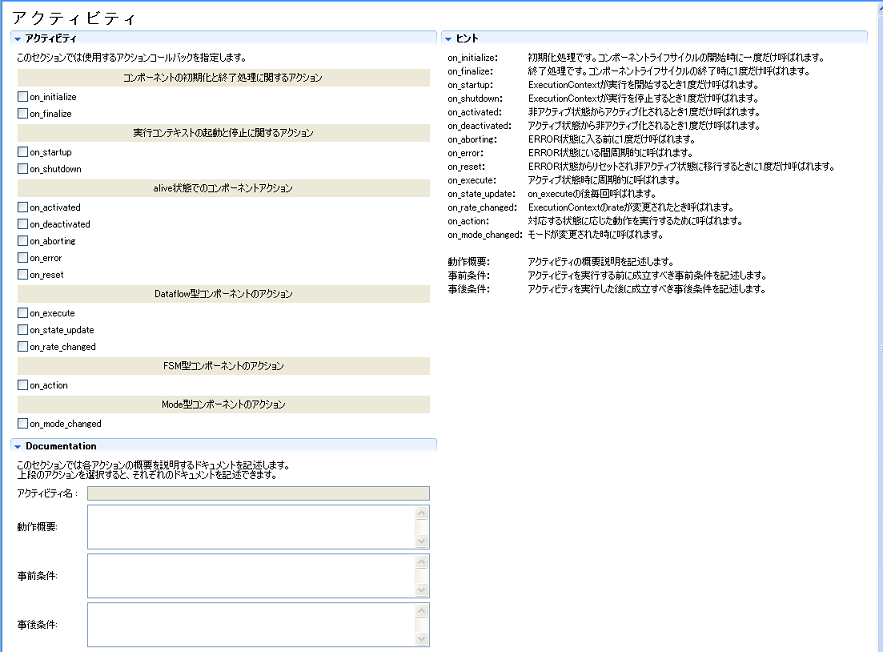 アクティビティ
アクティビティ
このセクションでは使用するアクションコールバックを指定します。
コンポーネントの初期化と終了処理に関するアクション
on_initialize
on_finalize
実行コンテキストの起動と停止に関するアクション
on_startup
on_shutdown
alive状態でのコンポーネントアクション
on_activated
on_deactivated
on_aborting
on_error
on_reset
Dataflow型コンポーネントのアクション
on_execute
on_state_update
on_rate_changed
FSM型コンポーネントのアクション
on_action
Mode型コンポーネントのアクション
on_mode_changed
Documentation
このセクションでは各アクションの概要を説明するドキュメントを記述します。
上段のアクションを選択すると、それぞれのドキュメントを記述できます。
アクティビティ名 :
動作概要:
事前条件:
事後条件:
ヒント
on_initialize: 初期化処理です。コンポーネントライフサイクルの開始時に一度だけ呼ばれます。
on_finalize: 終了処理です。コンポーネントライフサイクルの終了時に1度だけ呼ばれます。
on_startup: ExecutionContextが実行を開始するとき1度だけ呼ばれます。
on_shutdown: ExecutionContextが実行を停止するとき1度だけ呼ばれます。
on_activated: 非アクティブ状態からアクティブ化されるとき1度だけ呼ばれます。
on_deactivated: アクティブ状態から非アクティブ化されるとき1度だけ呼ばれます。
on_aborting: ERROR状態に入る前に1度だけ呼ばれます。
on_error: ERROR状態にいる間周期的に呼ばれます。
on_reset: ERROR状態からリセットされ非アクティブ状態に移行するときに1度だけ呼ばれます。
on_execute: アクティブ状態時に周期的に呼ばれます。
on_state_update: on_executeの後毎回呼ばれます。
on_rate_changed: ExecutionContextのrateが変更されたとき呼ばれます。
on_action: 対応する状態に応じた動作を実行するために呼ばれます。
on_mode_changed: モードが変更された時に呼ばれます。
動作概要: アクティビティの概要説明を記述します。
事前条件: アクティビティを実行する前に成立すべき事前条件を記述します。
事後条件: アクティビティを実行した後に成立すべき事後条件を記述します。